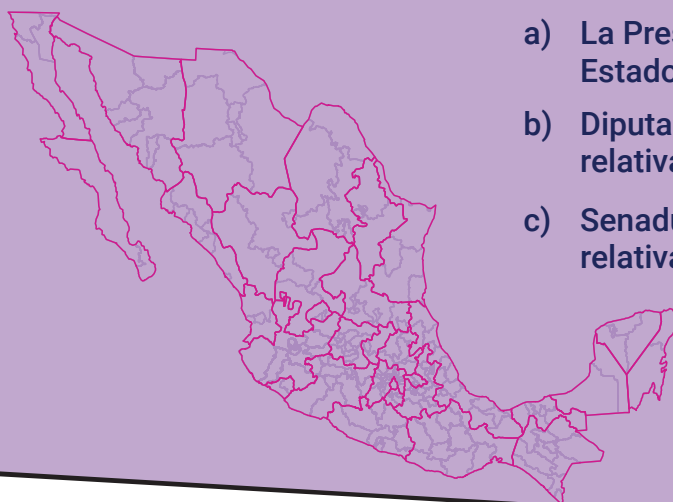 a) La Pres
Estado
b) Diputa
relativa
c) Senadu
relativa